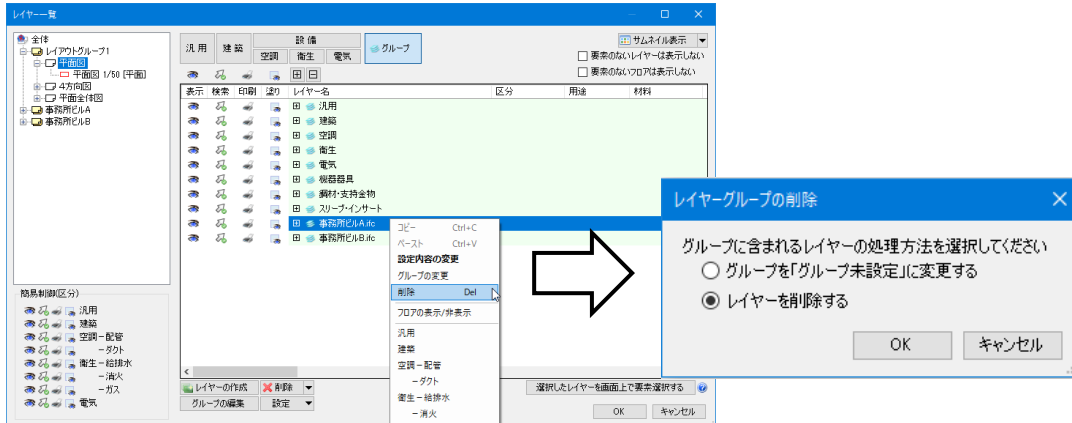 レイヤー一覧
全体
レイアウトグループ1
平面図
平面図 1/50 [平面]
4方向図
平面全体図
事務所ビルA
事務所ビルB
汎用
建築
設備
空調
衛生
電気
グループ
サムネイル表示
要素のないレイヤーは表示しない
要素のないフロアは表示しない
表示 検索 印刷 塗り レイヤー名 区分 用途 材料
汎用
建築
空調
衛生
電気
機器器具
鋼材・支持金物
スリーブ・インサート
事務所ビルA.ifc
事務所ビルB.ifc
コピー Ctrl+C
ペースト Ctrl+V
設定内容の変更
グループの変更
削除 Del
フロアの表示/非表示
汎用
建築
空調－配管
－ダクト
衛生－給排水
－消火
簡易制御(区分)
汎用
建築
空調－配管
－ダクト
衛生－給排水
－消火
－ガス
電気
レイヤーの作成
削除
グループの編集
設定
選択したレイヤーを画面上で要素選択する
OK
キャンセル
レイヤーグループの削除
グループに含まれるレイヤーの処理方法を選択してください
グループを「グループ未設定」に変更する
レイヤーを削除する
OK
キャンセル